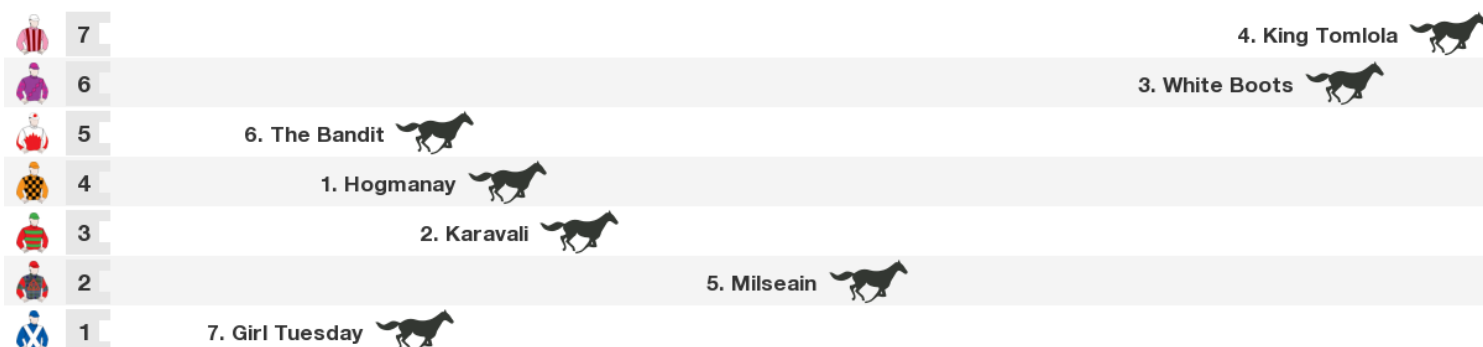 7 4. King Tomlola
6 3. White Boots
5 6. The Bandit
4 1. Hogmanay
3 2. Karavali
2 5. Milseain
1 7. Girl Tuesday